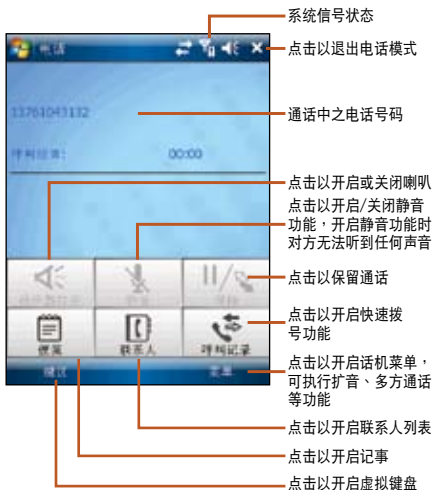 系统信号状态
电话
点击以退出电话模式
13761043132
通话中之电话号码
呼叫结束: 00:00
点击以开启或关闭喇叭
点击以开启/关闭静音
功能，开启静音功能时
对方无法听到任何声音
点击以保留通话
点击以开启快速拨
号功能
便笺 联系人 呼叫记录
键区 菜单
点击以开启话机菜单，
可执行扩音、多方通话
等功能
点击以开启联系人列表
点击以开启记事
点击以开启虚拟键盘